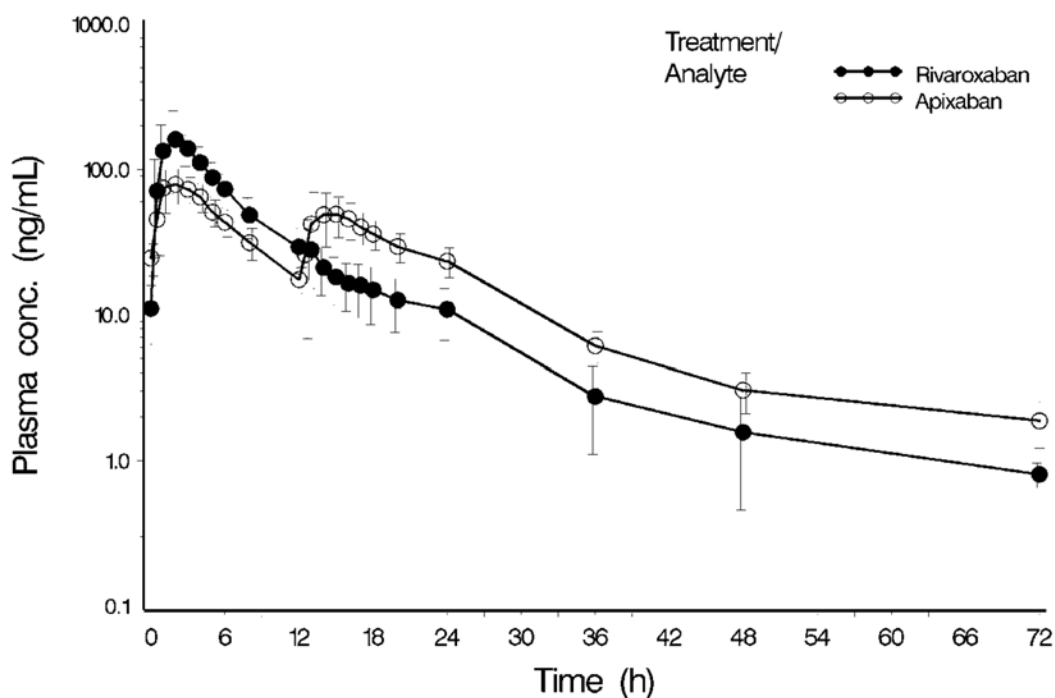 1000.0
100.0
10.0
1.0
0.1
Plasma conc. (ng/mL)
Treatment/
Analyte
Rivaroxaban
Apixaban
0 6 12 18 24 30 36 42 48 54 60 66 72
Time (h)